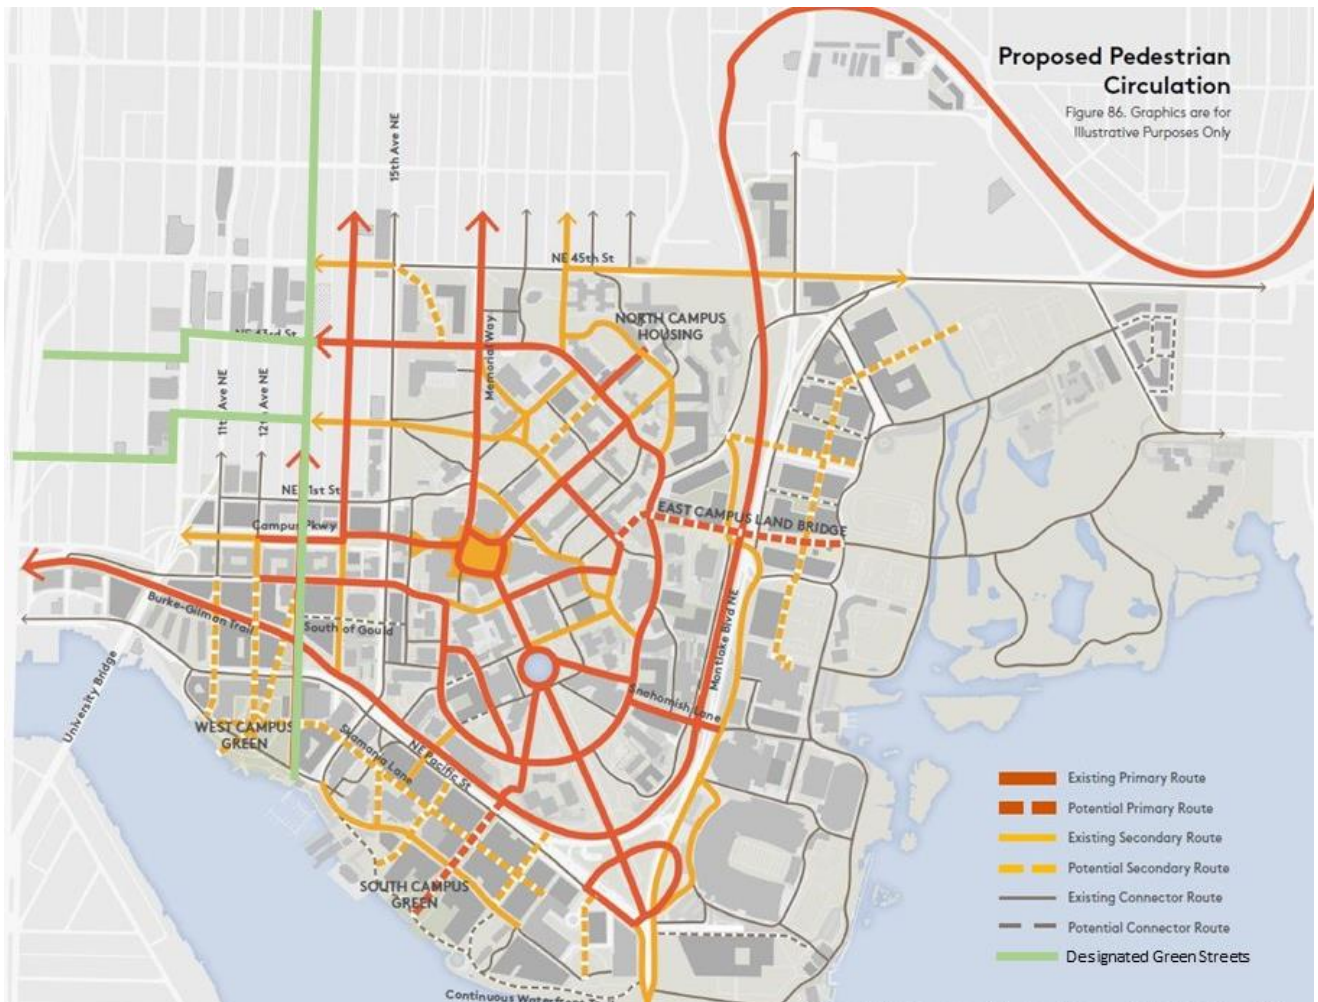 Proposed Pedestrian
Circulation
Figure 86. Graphics are for
Illustrative Purposes Only
15th Ave NE
NE 45th St
NORTH CAMPUS
HOUSING
NE 43rd St
Memorial Way
11th Ave NE
12th Ave NE
NE 41st St
Campus Pkwy
EAST CAMPUS LAND BRIDGE
Burke-Gilman Trail
South of Gould
Montlake Blvd NE
University Bridge
Snohomish Lane
WEST CAMPUS
GREEN
Skamania Lane
NE Pacific St
SOUTH CAMPUS
GREEN
Continuous Waterfront
Existing Primary Route
Potential Primary Route
Existing Secondary Route
Potential Secondary Route
Existing Connector Route
Potential Connector Route
Designated Green Streets